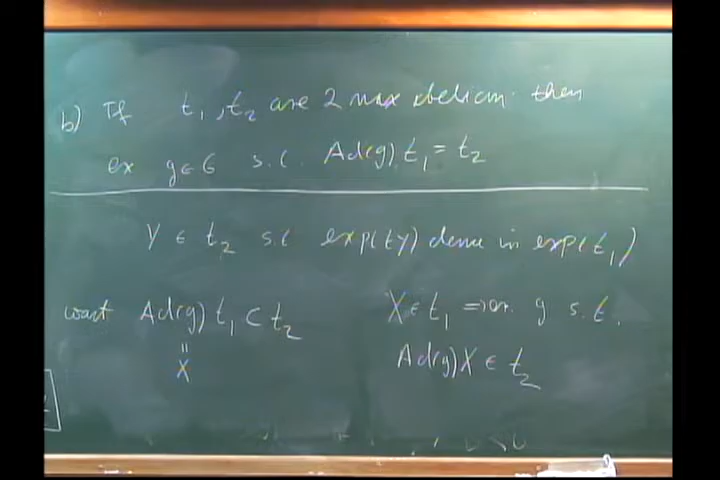 b) If t₁, t₂ are 2 max abelian then
ex g ∈ G s.t. Ad(g) t₁ = t₂
Y ∈ t₂ s.t. exp(tY) dense in exp(t₁)
want Ad(g) t₁ ⊂ t₂
=
X
X ∈ t₁ ⇒ ex. g s.t.
Ad(g)X ∈ t₂